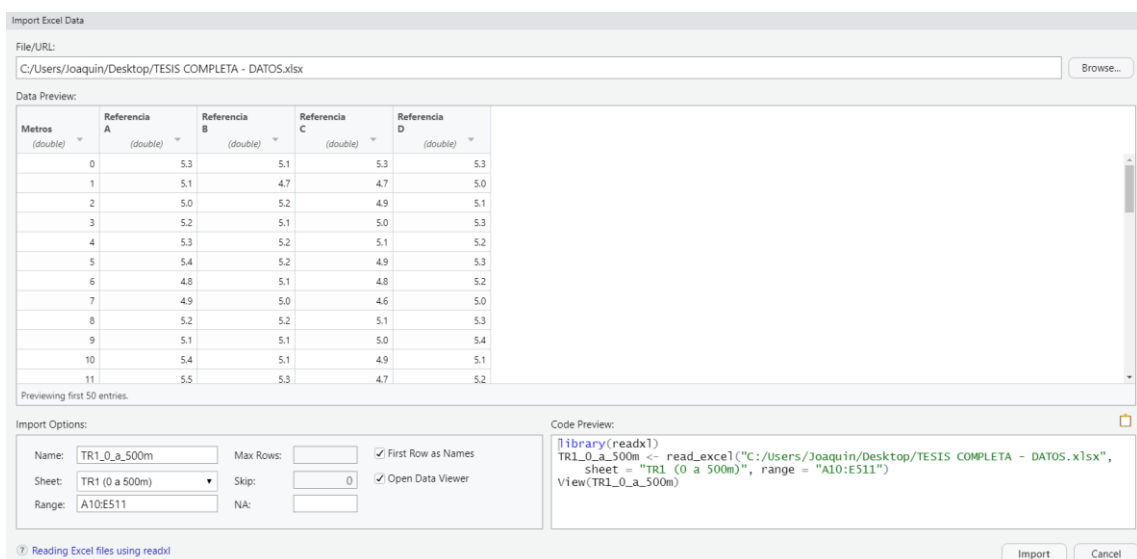 Import Excel Data
File/URL:
C:/Users/Joaquin/Desktop/TESIS COMPLETA - DATOS.xlsx
Browse...
Data Preview:
Metros (double) Referencia A (double) Referencia B (double) Referencia C (double) Referencia D (double)
0 5.3 5.1 5.3 5.3
1 5.1 4.7 4.7 5.0
2 5.0 5.2 4.9 5.1
3 5.2 5.1 5.0 5.3
4 5.3 5.2 5.1 5.2
5 5.4 5.2 4.9 5.3
6 4.8 5.1 4.8 5.2
7 4.9 5.0 4.6 5.0
8 5.2 5.2 5.1 5.3
9 5.1 5.1 5.0 5.4
10 5.4 5.1 4.9 5.1
11 5.5 5.3 4.7 5.2
Previewing first 50 entries.
Import Options:
Name: TR1_0_a_500m Max Rows: First Row as Names
Sheet: TR1 (0 a 500m) Skip: 0 Open Data Viewer
Range: A10:E511 NA:
Code Preview:
library(readxl)
TR1_0_a_500m <- read_excel("C:/Users/Joaquin/Desktop/TESIS COMPLETA - DATOS.xlsx",
sheet = "TR1 (0 a 500m)", range = "A10:E511")
View(TR1_0_a_500m)
? Reading Excel files using readxl
Import Cancel